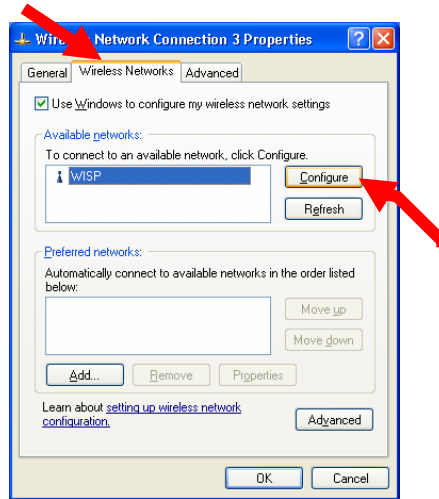 Wireless Network Connection 3 Properties
General Wireless Networks Advanced
Use Windows to configure my wireless network settings
Available networks:
To connect to an available network, click Configure.
WISP
Configure
Refresh
Preferred networks:
Automatically connect to available networks in the order listed
below:
Move up
Move down
Add... Remove Properties
Learn about setting up wireless network
configuration.
Advanced
OK Cancel